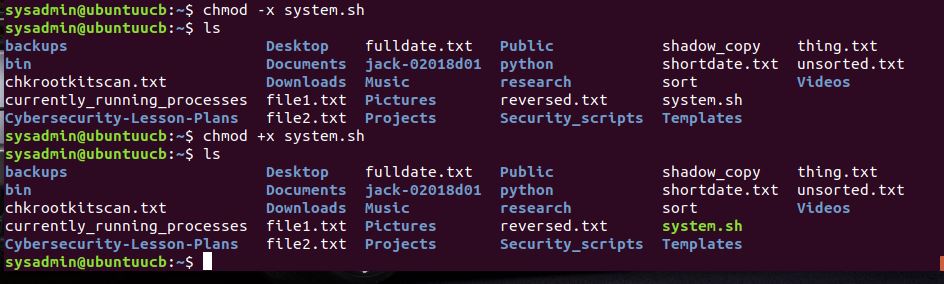 sysadmin@ubuntuucb:~$ chmod -x system.sh
sysadmin@ubuntuucb:~$ ls
backups Desktop fulldate.txt Public shadow_copy thing.txt
bin Documents jack-02018d01 python shortdate.txt unsorted.txt
chkrootkitscan.txt Downloads Music research sort Videos
currently_running_processes file1.txt Pictures reversed.txt system.sh
Cybersecurity-Lesson-Plans file2.txt Projects Security_scripts Templates
sysadmin@ubuntuucb:~$ chmod +x system.sh
sysadmin@ubuntuucb:~$ ls
backups Desktop fulldate.txt Public shadow_copy thing.txt
bin Documents jack-02018d01 python shortdate.txt unsorted.txt
chkrootkitscan.txt Downloads Music research sort Videos
currently_running_processes file1.txt Pictures reversed.txt system.sh
Cybersecurity-Lesson-Plans file2.txt Projects Security_scripts Templates
sysadmin@ubuntuucb:~$